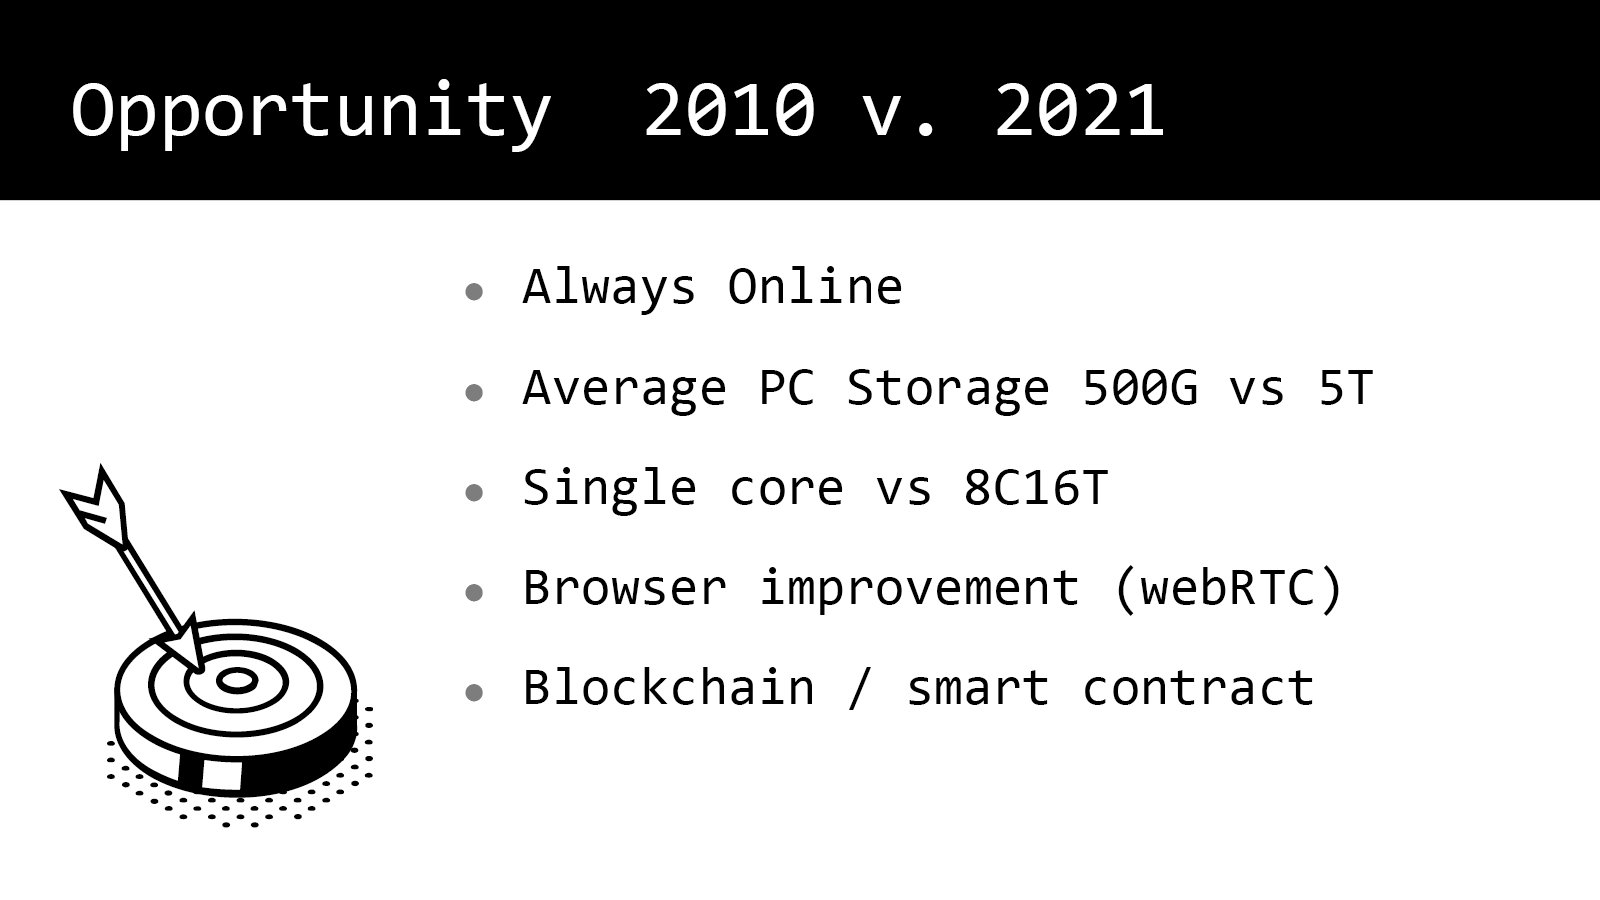 Opportunity  2010 v. 2021
• Always Online
• Average PC Storage 500G vs 5T
• Single core vs 8C16T
• Browser improvement (webRTC)
• Blockchain / smart contract